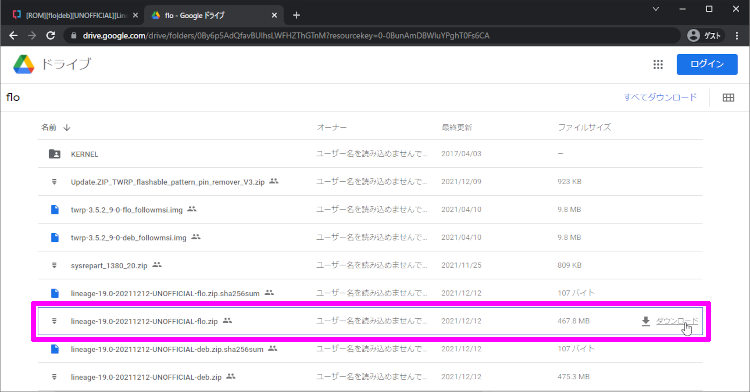 [ROM][flo|deb][UNOFFICIAL][Line
flo - Google ドライブ
drive.google.com/drive/folders/0By6p5AdQfavBUlhsLWFHZThGTnM?resourcekey=0-08unAmDBWluYPghT0Fs6CA
ゲスト
ドライブ
ログイン
flo
すべてダウンロード
名前 オーナー 最終更新 ファイルサイズ
KERNEL ユーザー名を読み込めませんで... 2017/04/03 —
Update.ZIP_TWRP_flashable_pattern_pin_remover_V3.zip ユーザー名を読み込めませんで... 2021/12/09 923 KB
twrp-3.5.2_9-0-flo_followmsi.img ユーザー名を読み込めませんで... 2021/04/10 9.8 MB
twrp-3.5.2_9-0-deb_followmsi.img ユーザー名を読み込めませんで... 2021/04/10 9.8 MB
sysrepart_1380_20.zip ユーザー名を読み込めませんで... 2021/11/25 809 KB
lineage-19.0-20211212-UNOFFICIAL-flo.zip.sha256sum ユーザー名を読み込めませんで... 2021/12/12 107 バイト
lineage-19.0-20211212-UNOFFICIAL-flo.zip ユーザー名を読み込めませんで... 2021/12/12 467.8 MB ダウンロード
lineage-19.0-20211212-UNOFFICIAL-deb.zip.sha256sum ユーザー名を読み込めませんで... 2021/12/12 107 バイト
lineage-19.0-20211212-UNOFFICIAL-deb.zip ユーザー名を読み込めませんで... 2021/12/12 475.3 MB